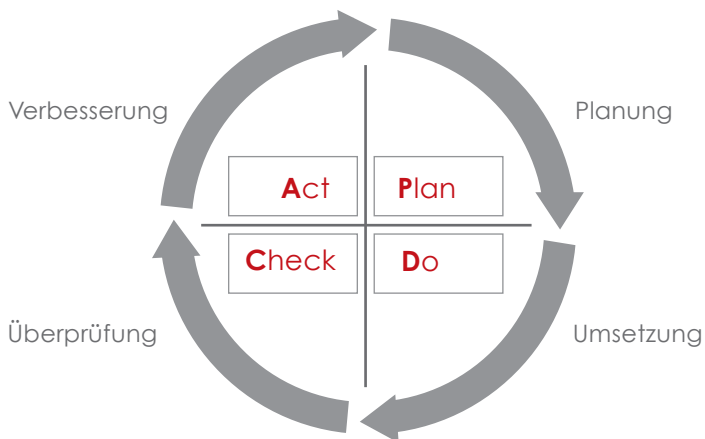 Verbesserung
Planung
Act
Plan
Check
Do
Überprüfung
Umsetzung